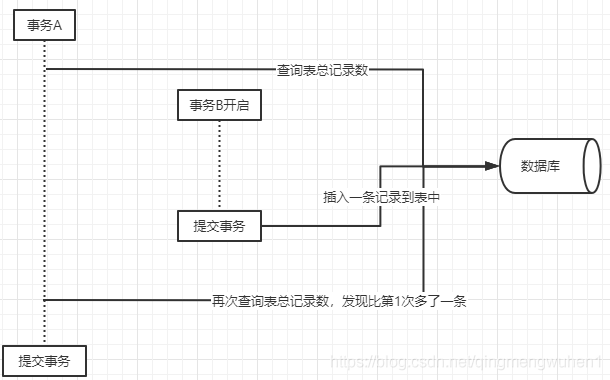 事务A
查询表总记录数
事务B开启
数据库
插入一条记录到表中
提交事务
再次查询表总记录数，发现比第1次多了一条
提交事务
https://blog.csdn.net/qingmengwuhen1